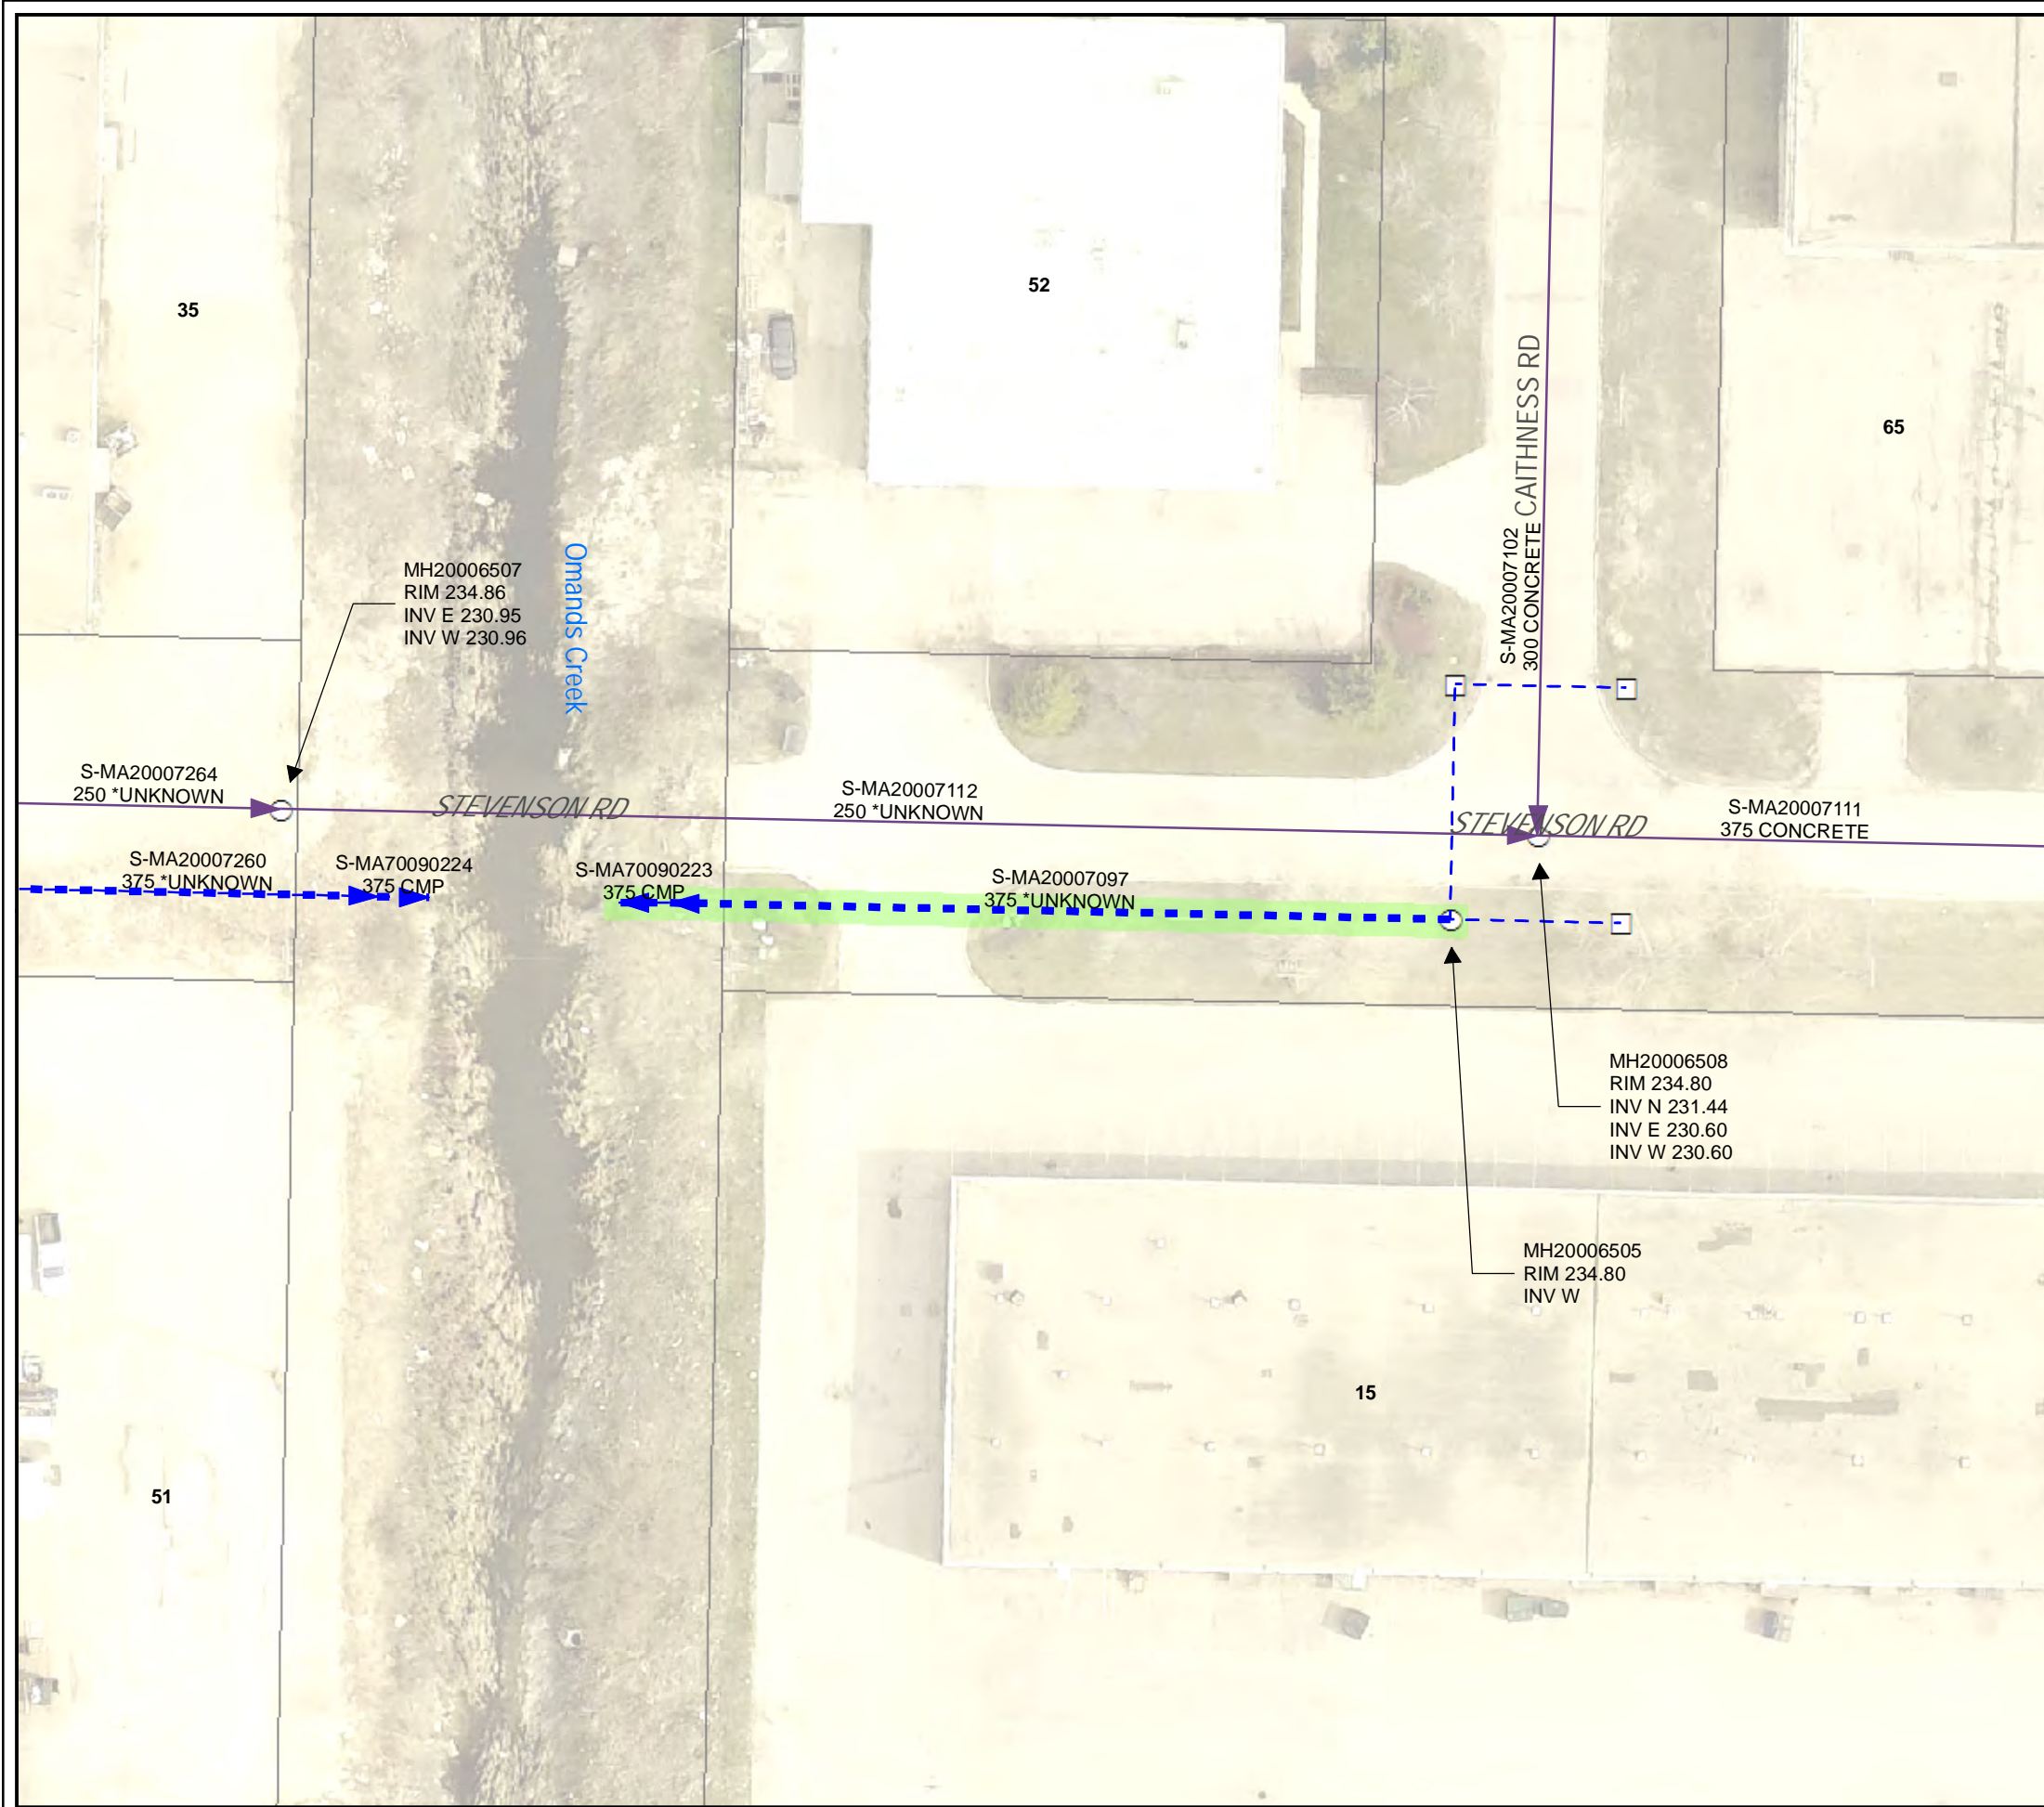 52
35
CAITHNESS RD
65
S-MA20007102
300 CONCRETE
Omands Creek
MH20006507
RIM 234.86
INV E 230.95
INV W 230.96
S-MA20007264
250 *UNKNOWN
STEVENSON RD
S-MA20007112
250 *UNKNOWN
STEVENSON RD
S-MA20007111
375 CONCRETE
S-MA20007260
375 *UNKNOWN
S-MA70090224
375 CMP
S-MA70090223
375 CMP
S-MA20007097
375 *UNKNOWN
MH20006508
RIM 234.80
INV N 231.44
INV E 230.60
INV W 230.60
MH20006505
RIM 234.80
INV W
15
51